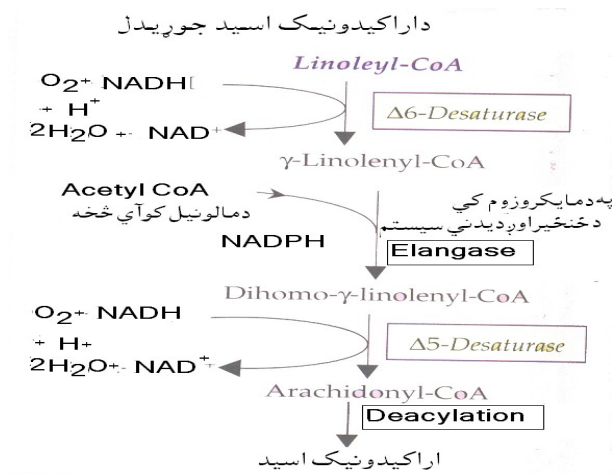 داراکیدونیک اسید جوړیدل
Linoleyl-CoA
O2+ NADH
+ H+
2H2O + NAD+
Δ6-Desaturase
γ-Linolenyl-CoA
Acetyl CoA
دمالونیل کوآي څخه
NADPH
په دمایکروزوم کي
دځنځیراوږدیدني سیستم
Elangase
Dihomo-γ-linolenyl-CoA
O2+ NADH
+ H+
2H2O+ NAD+
Δ5-Desaturase
Arachidonyl-CoA
Deacylation
اراکیدونیک اسید